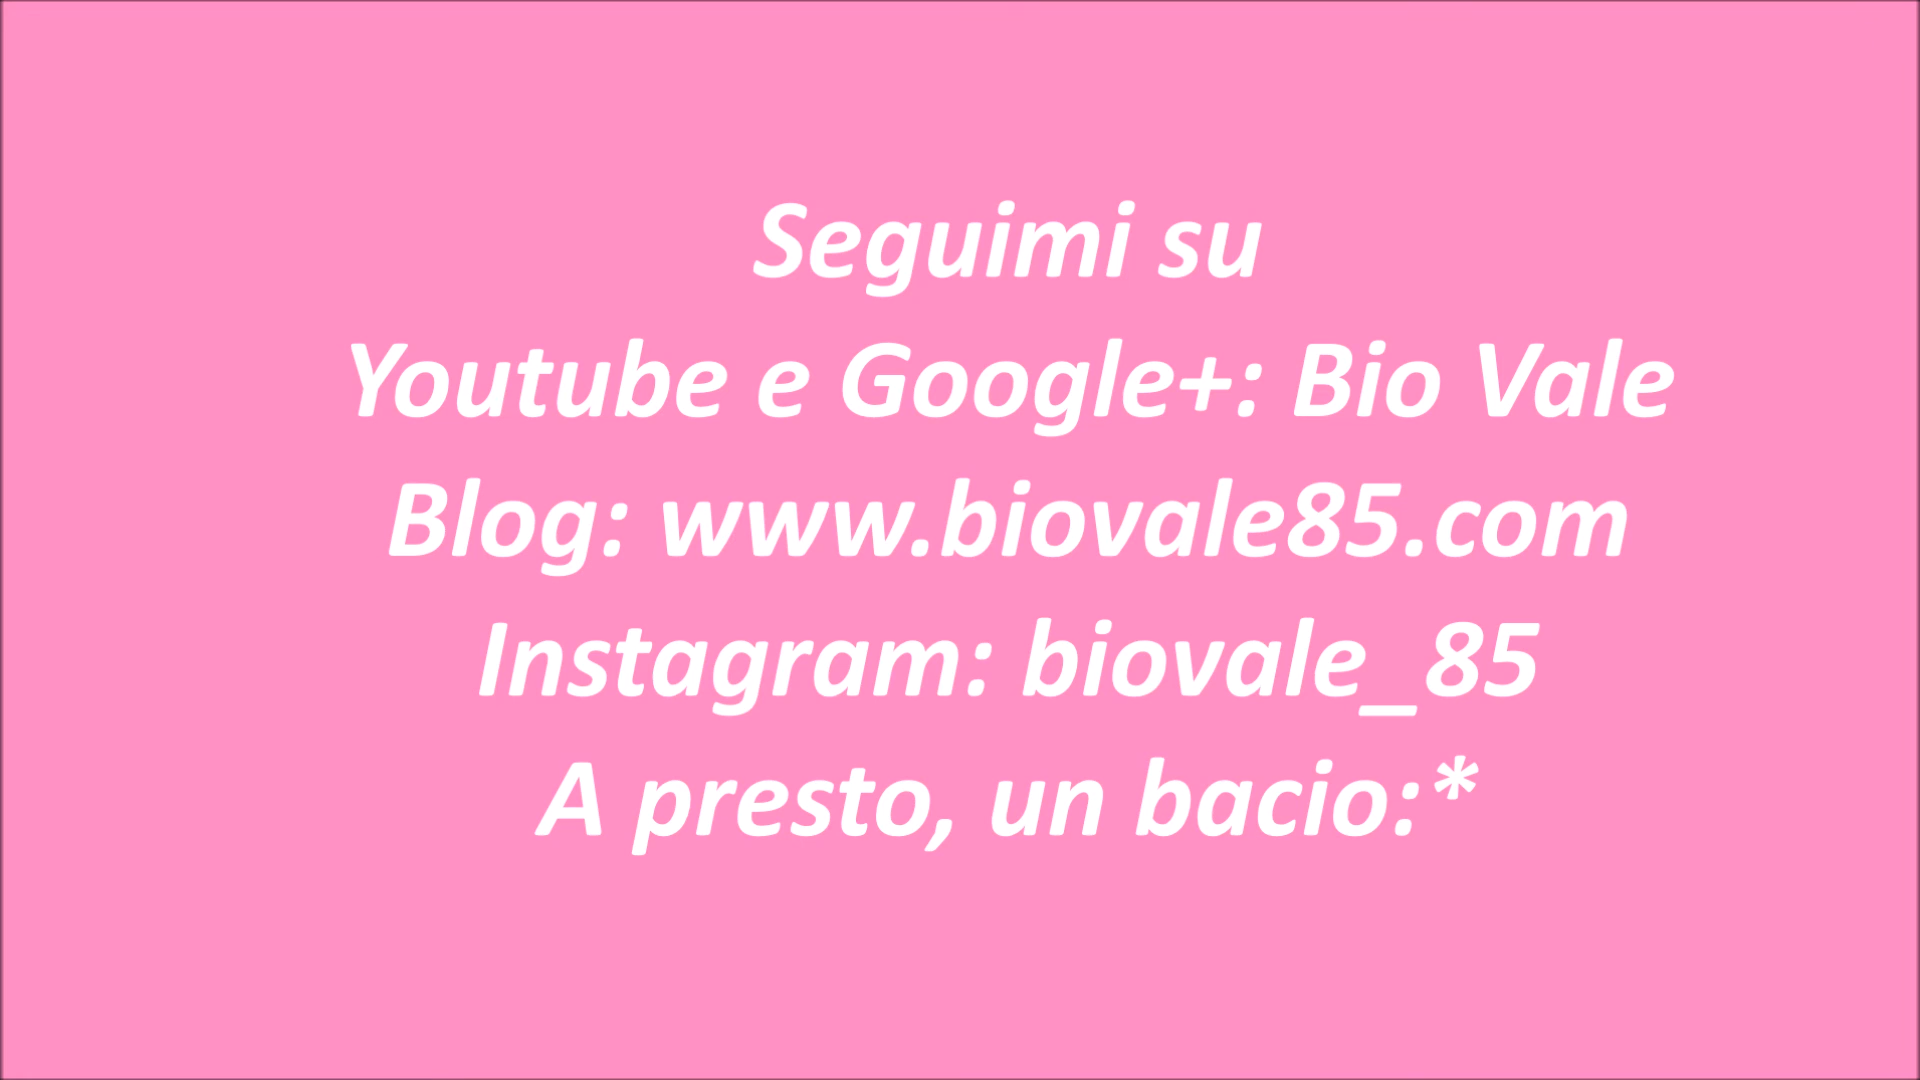 Seguimi su
Youtube e Google+: Bio Vale
Blog: www.biovale85.com
Instagram: biovale_85
A presto, un bacio:*